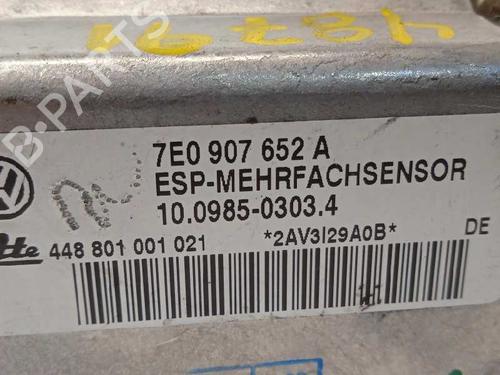 B-PARTS
7E0 907 652 A
ESP-MEHRFACHSENSOR
10.0985-0303.4
448 801 001 021 *2AV3I29A0B* DE